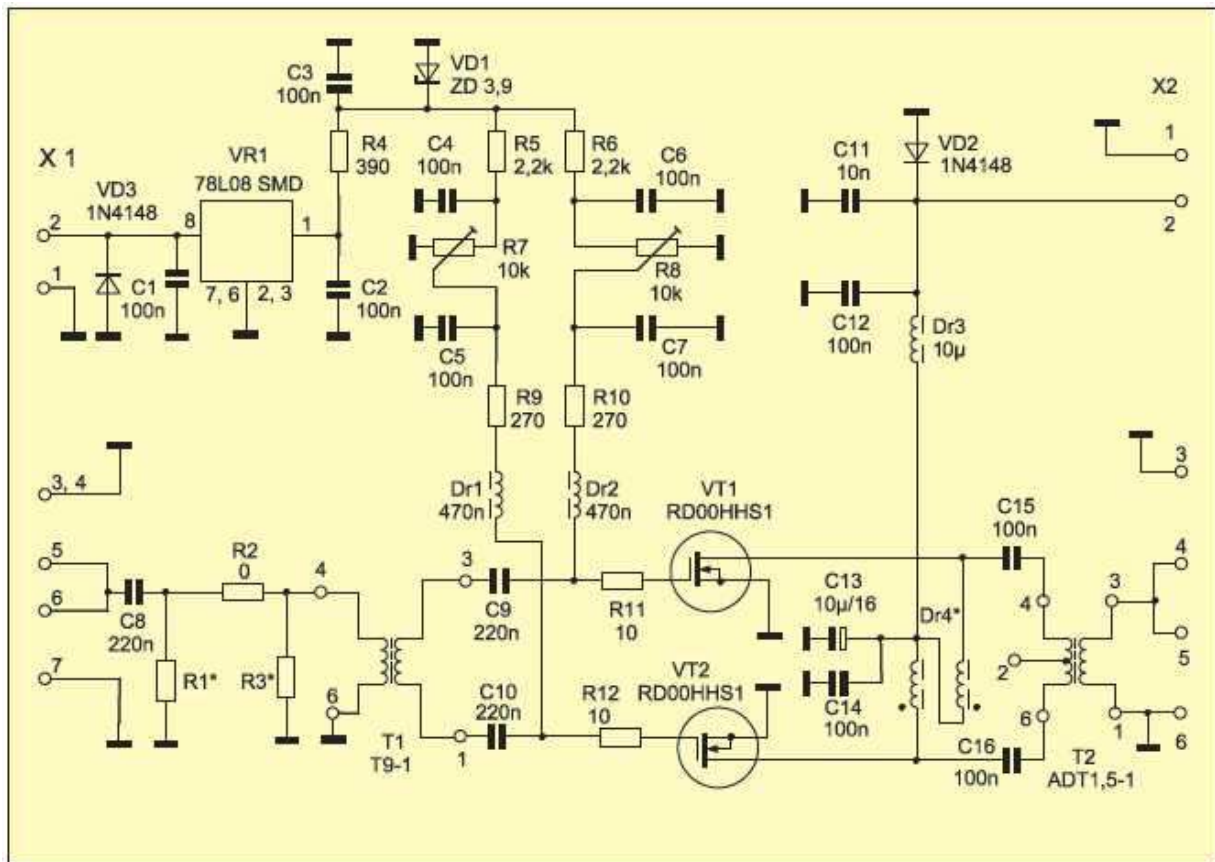 X 1
2
1
VD3
1N4148
C1
100n
VR1
78L08 SMD
8
1
7, 6
2, 3
C3
100n
R4
390
C2
100n
VD1
ZD 3,9
C4
100n
R5
2,2k
R6
2,2k
C6
100n
R7
10k
R8
10k
C5
100n
C7
100n
R9
270
R10
270
Dr1
470n
Dr2
470n
C11
10n
VD2
1N4148
X2
1
2
C12
100n
Dr3
10µ
3, 4
5
6
7
C8
220n
R1*
R2
0
R3*
4
6
T1
T9-1
3
1
C9
220n
C10
220n
R11
10
R12
10
VT1
RD00HHS1
VT2
RD00HHS1
C13
10µ/16
C14
100n
Dr4*
C15
100n
C16
100n
4
2
6
3
1
T2
ADT1,5-1
3
4
5
6